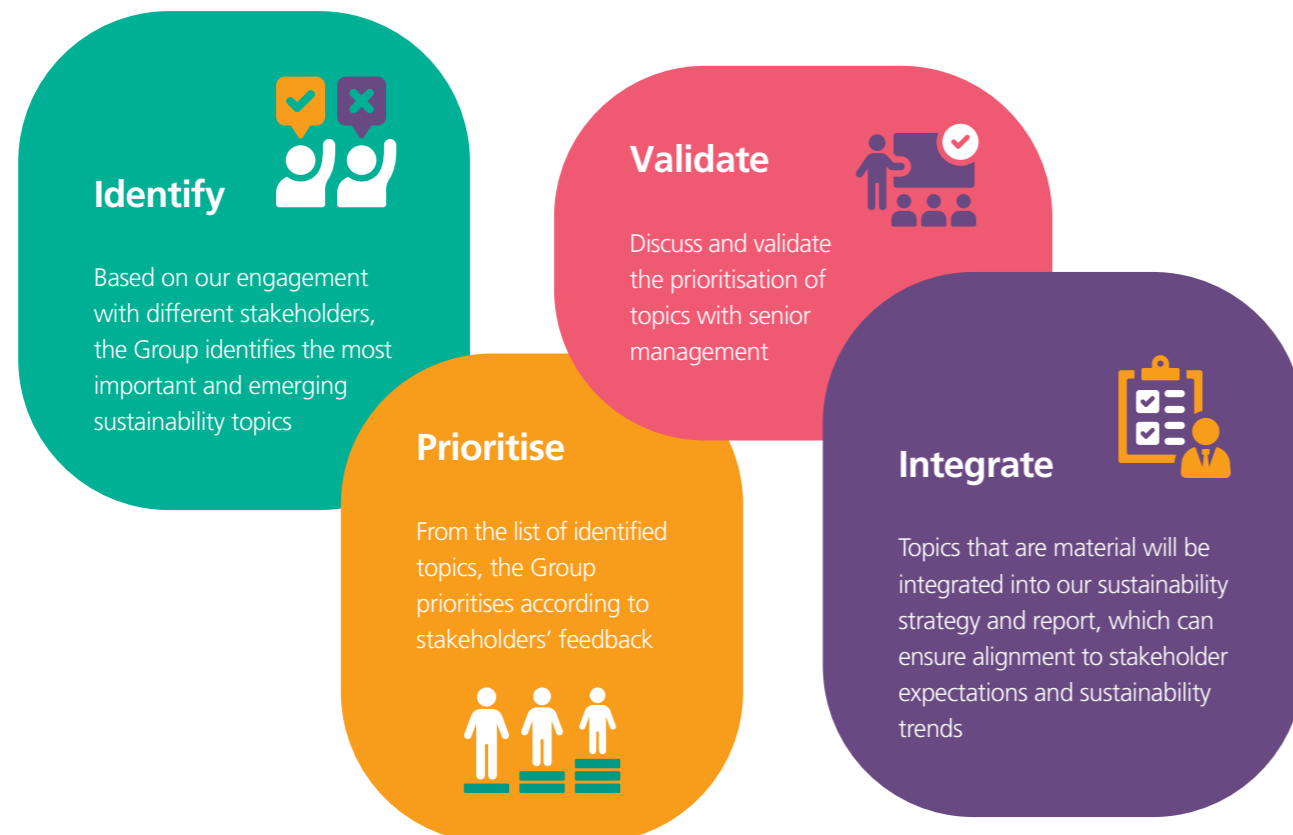 Identify
Based on our engagement
with different stakeholders,
the Group identifies the most
important and emerging
sustainability topics
Prioritise
From the list of identified
topics, the Group
prioritises according to
stakeholders’ feedback
Validate
Discuss and validate
the prioritisation of
topics with senior
management
Integrate
Topics that are material will be
integrated into our sustainability
strategy and report, which can
ensure alignment to stakeholder
expectations and sustainability
trends